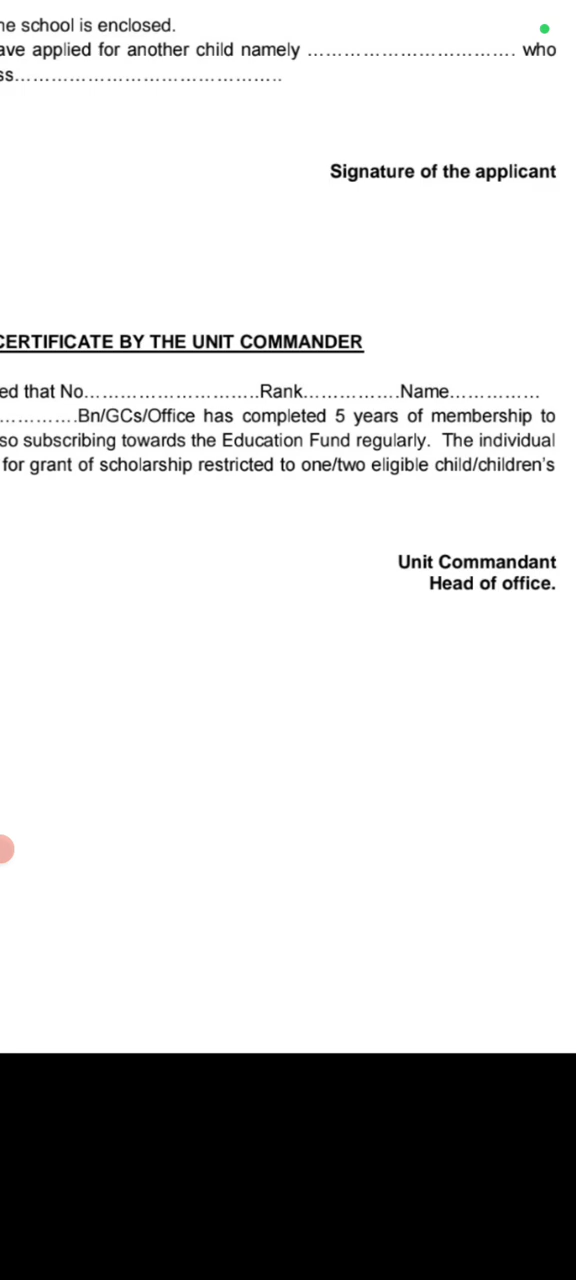 he school is enclosed.
ave applied for another child namely ................................. who
ss..........................................
Signature of the applicant
CERTIFICATE BY THE UNIT COMMANDER
ed that No............................Rank................Name...............
.............Bn/GCs/Office has completed 5 years of membership to
so subscribing towards the Education Fund regularly. The individual
for grant of scholarship restricted to one/two eligible child/children's
Unit Commandant
Head of office.